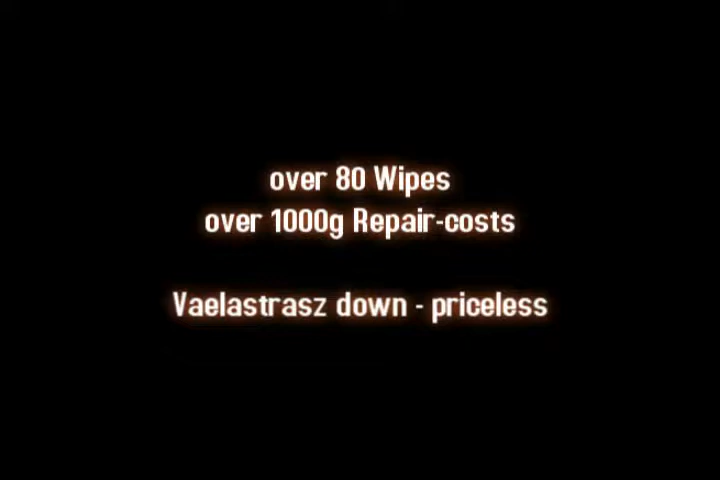 over 80 Wipes
over 1000g Repair-costs
Vaelastrasz down - priceless